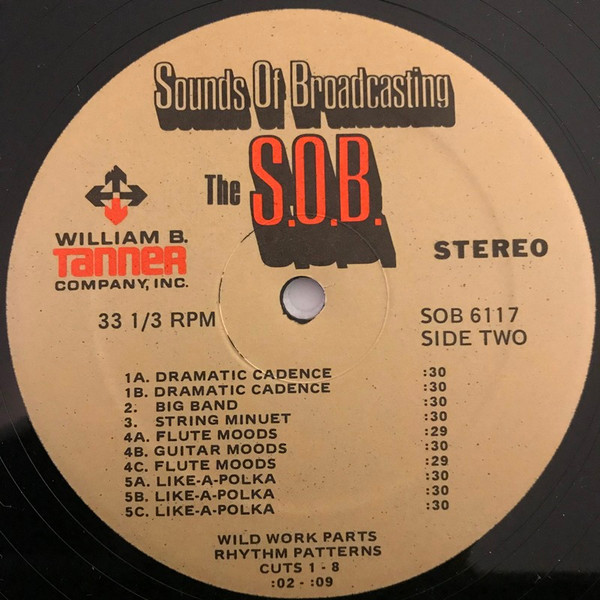 Sounds Of Broadcasting
The S.O.B.
WILLIAM B.
Tanner
COMPANY, INC.
STEREO
33 1/3 RPM
SOB 6117
SIDE TWO
1A. DRAMATIC CADENCE :30
1B. DRAMATIC CADENCE :30
2. BIG BAND :30
3. STRING MINUET :30
4A. FLUTE MOODS :29
4B. GUITAR MOODS :30
4C. FLUTE MOODS :29
5A. LIKE-A-POLKA :30
5B. LIKE-A-POLKA :30
5C. LIKE-A-POLKA :30
WILD WORK PARTS
RHYTHM PATTERNS
CUTS 1 - 8
:02 - :09